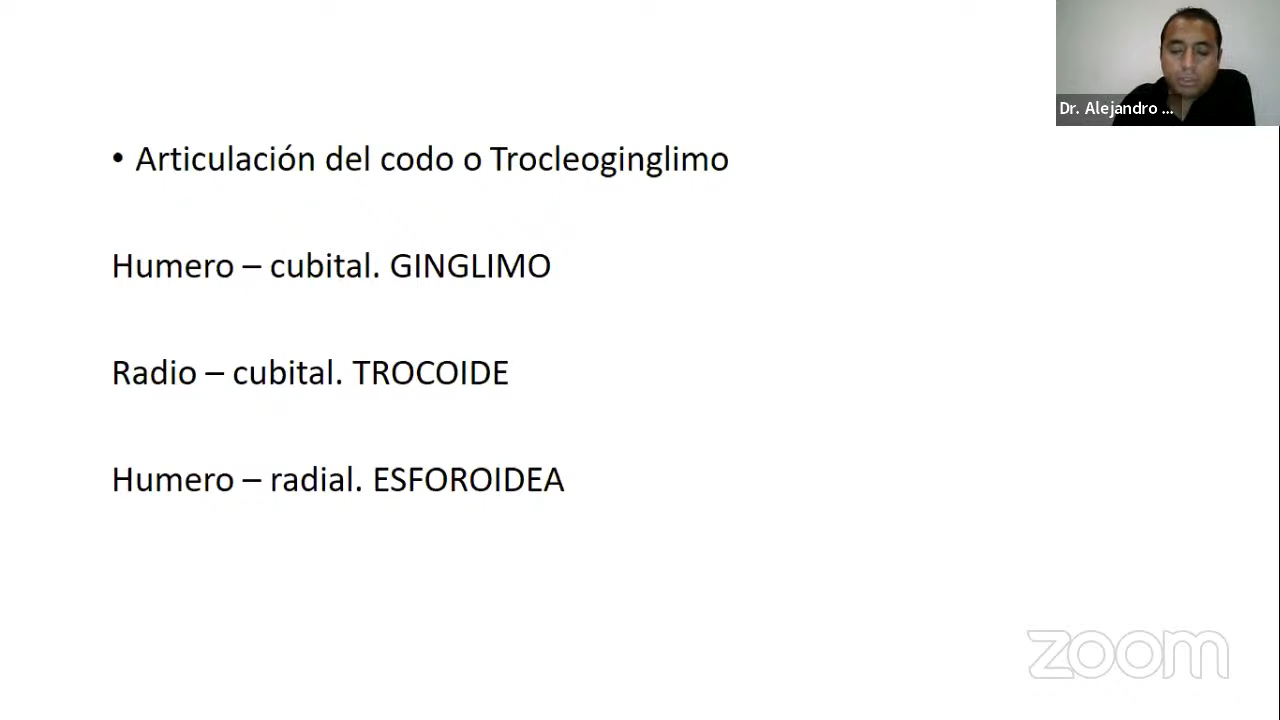 Dr. Alejandro ...
• Articulación del codo o Trocleoginglimo
Humero – cubital. GINGLIMO
Radio – cubital. TROCOIDE
Humero – radial. ESFOROIDEA
zoom